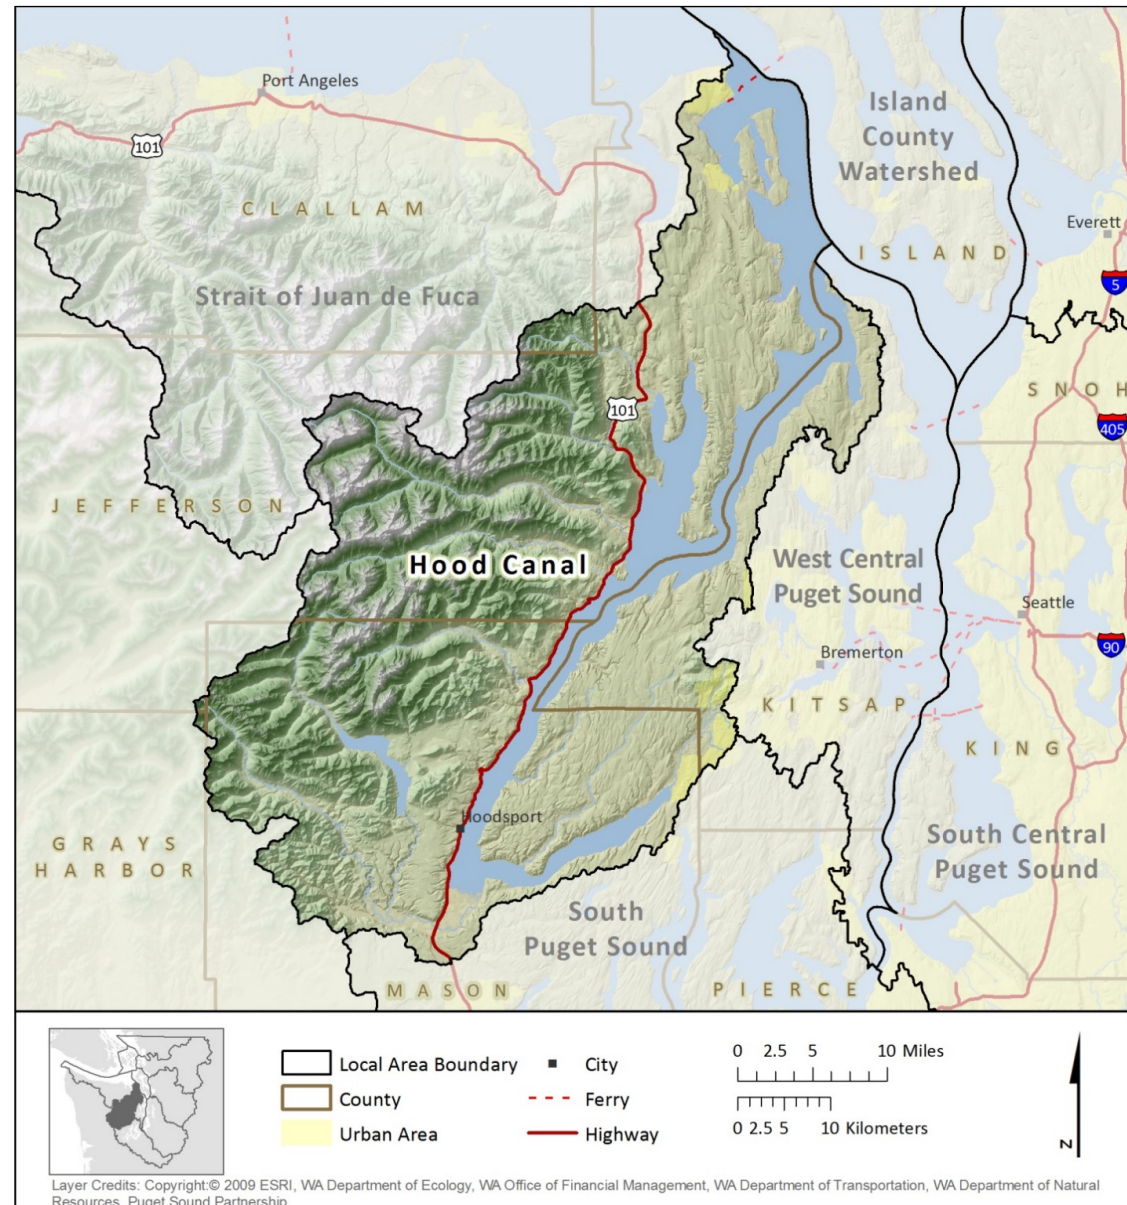 Port Angeles
101
CLALLAM
Island
County
Watershed
Everett
ISLAND
5
Strait of Juan de Fuca
SNOH
101
405
JEFFERSON
Hood Canal
West Central
Puget Sound
Seattle
Bremerton
90
KITSAP
KING
Hoodsport
GRAYS
HARBOR
South Central
Puget Sound
South
Puget Sound
MASON
PIERCE
Local Area Boundary
County
Urban Area
City
Ferry
Highway
0 2.5 5 10 Miles
0 2.5 5 10 Kilometers
N
Layer Credits: Copyright:© 2009 ESRI, WA Department of Ecology, WA Office of Financial Management, WA Department of Transportation, WA Department of Natural
Resources, Puget Sound Partnership